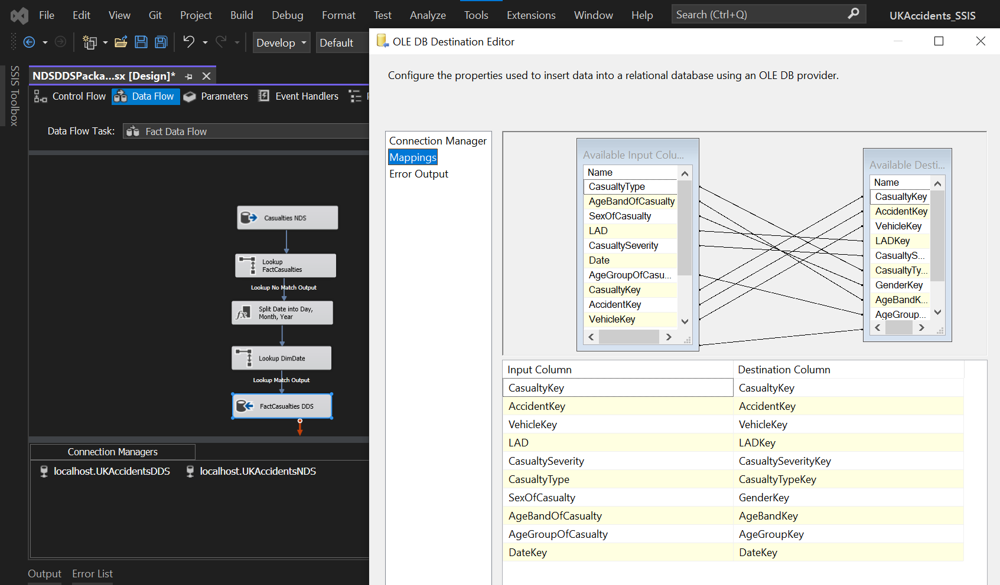 File Edit View Git Project Build Debug Format Test Analyze Tools Extensions Window Help Search (Ctrl+Q) UKAccidents_SSIS
Develop Default
SSIS Toolbox
NDSDDSPacka...sx [Design]*
Control Flow Data Flow Parameters Event Handlers
Data Flow Task: Fact Data Flow
Casualties NDS
Lookup
FactCasualties
Lookup No Match Output
Split Date into Day,
Month, Year
Lookup DimDate
Lookup Match Output
FactCasualties DDS
Connection Managers
localhost.UKAccidentsDDS localhost.UKAccidentsNDS
Output Error List
OLE DB Destination Editor
Configure the properties used to insert data into a relational database using an OLE DB provider.
Connection Manager
Mappings
Error Output
Available Input Colu...
Name
CasualtyType
AgeBandOfCasualty
SexOfCasualty
LAD
CasualtySeverity
Date
AgeGroupOfCasu...
CasualtyKey
AccidentKey
VehicleKey
Available Desti...
Name
CasualtyKey
AccidentKey
VehicleKey
LADKey
CasualtyS...
CasualtyTy...
GenderKey
AgeBandK...
AgeGroup...
Input Column Destination Column
CasualtyKey CasualtyKey
AccidentKey AccidentKey
VehicleKey VehicleKey
LAD LADKey
CasualtySeverity CasualtySeverityKey
CasualtyType CasualtyTypeKey
SexOfCasualty GenderKey
AgeBandOfCasualty AgeBandKey
AgeGroupOfCasualty AgeGroupKey
DateKey DateKey